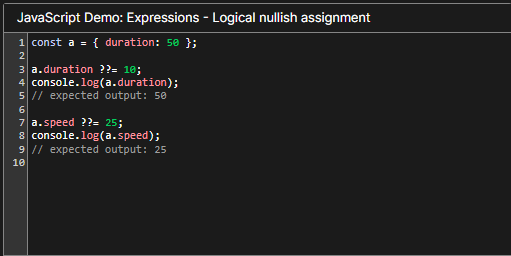 JavaScript Demo: Expressions - Logical nullish assignment
1 const a = { duration: 50 };
2
3 a.duration ??= 10;
4 console.log(a.duration);
5 // expected output: 50
6
7 a.speed ??= 25;
8 console.log(a.speed);
9 // expected output: 25
10